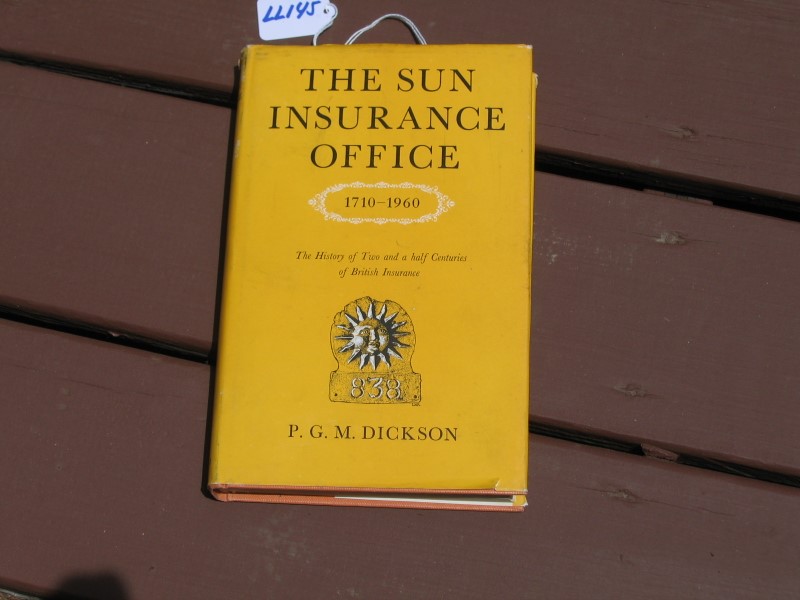 LL145
THE SUN
INSURANCE
OFFICE
1710–1960
The History of Two and a half Centuries
of British Insurance
838
P. G. M. DICKSON